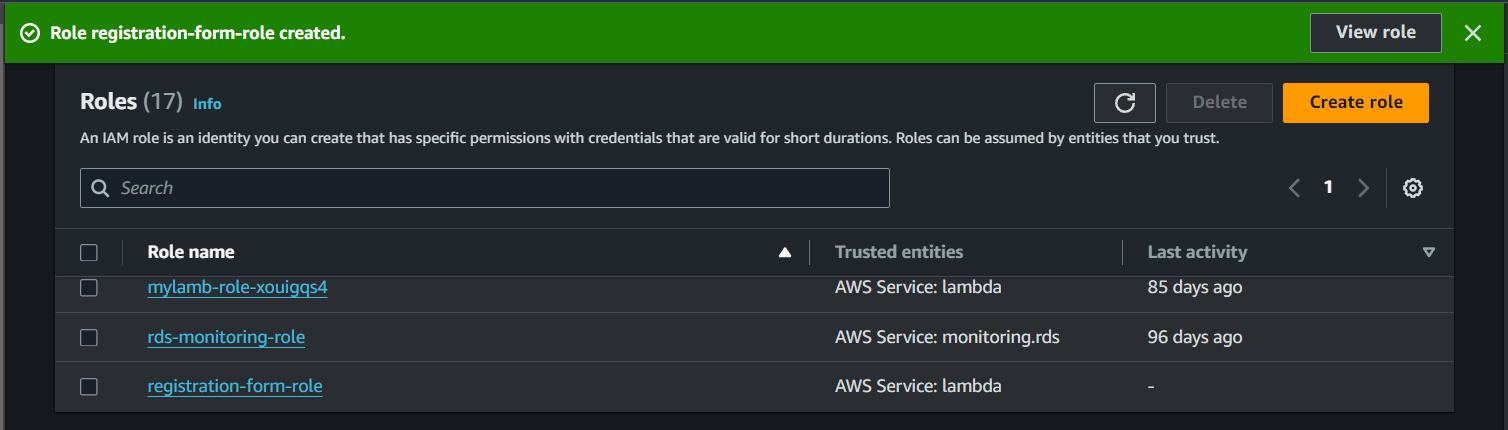 Role registration-form-role created.
View role
Roles (17) Info
Delete
Create role
An IAM role is an identity you can create that has specific permissions with credentials that are valid for short durations. Roles can be assumed by entities that you trust.
Search
1
Role name Trusted entities Last activity
mylamb-role-xouigqs4 AWS Service: lambda 85 days ago
rds-monitoring-role AWS Service: monitoring.rds 96 days ago
registration-form-role AWS Service: lambda -